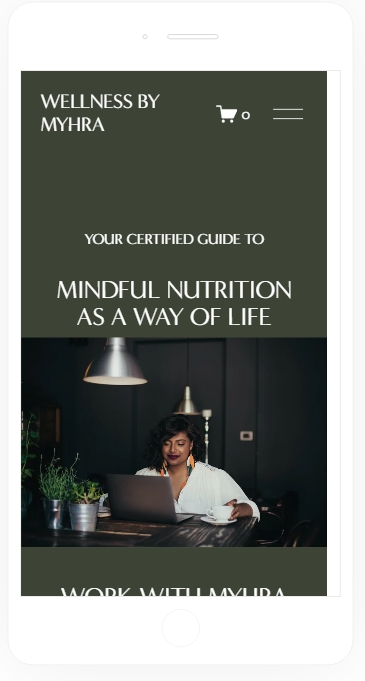 WELLNESS BY
MYHRA
0
YOUR CERTIFIED GUIDE TO
MINDFUL NUTRITION
AS A WAY OF LIFE
WORK WITH MYHRA